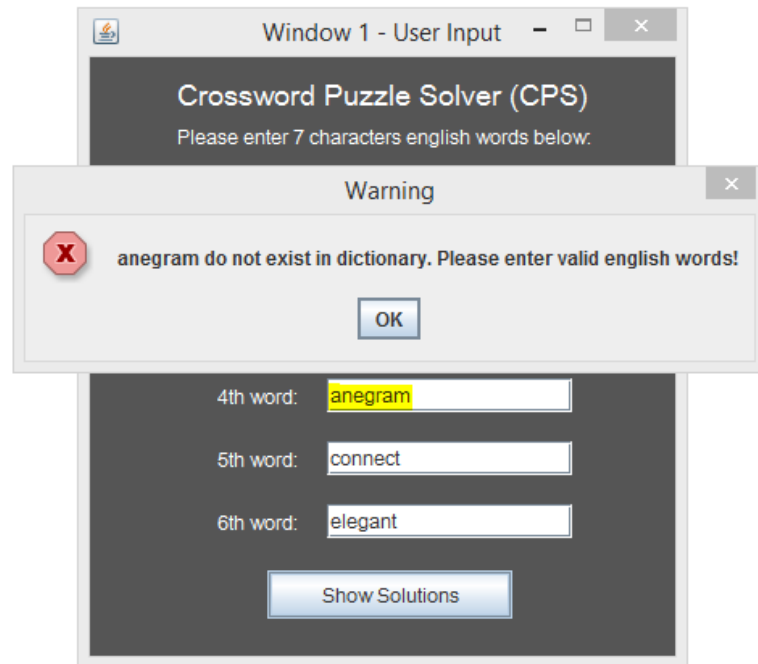 Window 1 - User Input
Crossword Puzzle Solver (CPS)
Please enter 7 characters english words below:
Warning
anegram do not exist in dictionary. Please enter valid english words!
OK
4th word: anegram
5th word: connect
6th word: elegant
Show Solutions